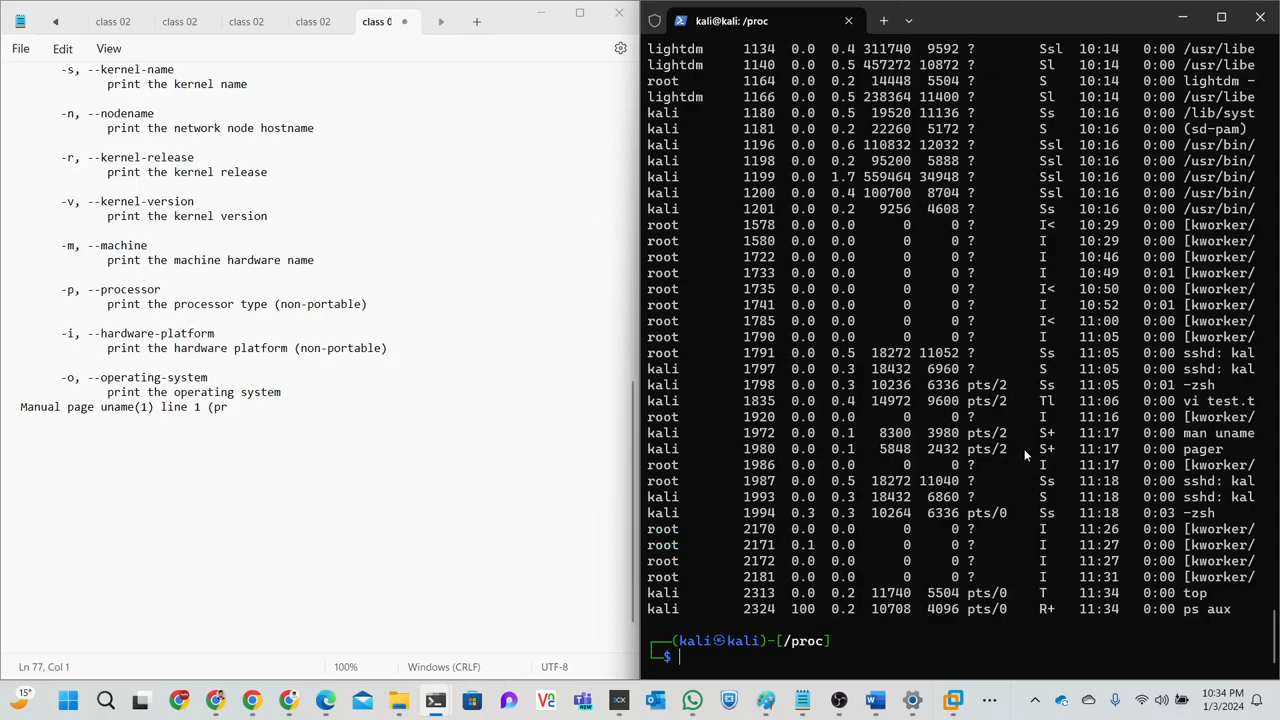 class 02 class 02 class 02 class 02 class 0
File Edit View
-s, --kernel-name
print the kernel name
-n, --nodename
print the network node hostname
-r, --kernel-release
print the kernel release
-v, --kernel-version
print the kernel version
-m, --machine
print the machine hardware name
-p, --processor
print the processor type (non-portable)
-i, --hardware-platform
print the hardware platform (non-portable)
-o, --operating-system
print the operating system
Manual page uname(1) line 1 (pr
Ln 77, Col 1 100% Windows (CRLF) UTF-8
kali@kali: /proc
lightdm 1134 0.0 0.4 311740 9592 ? Ssl 10:14 0:00 /usr/libe
lightdm 1140 0.0 0.5 457272 10872 ? Ssl 10:14 0:00 /usr/libe
root 1164 0.0 0.2 14448 5504 ? S 10:14 0:00 lightdm -
lightdm 1166 0.0 0.5 238364 11400 ? Sl 10:14 0:00 /usr/libe
kali 1180 0.0 0.5 19520 11136 ? Ss 10:16 0:00 /lib/syst
kali 1181 0.0 0.2 22260 5172 ? S 10:16 0:00 (sd-pam)
kali 1196 0.0 0.6 110832 12032 ? Ssl 10:16 0:00 /usr/bin/
kali 1198 0.0 0.2 95200 5888 ? Ssl 10:16 0:00 /usr/bin/
kali 1199 0.0 1.7 559464 34948 ? Ssl 10:16 0:00 /usr/bin/
kali 1200 0.0 0.4 100700 8704 ? Ssl 10:16 0:00 /usr/bin/
kali 1201 0.0 0.2 9256 4608 ? Ss 10:16 0:00 /usr/bin/
root 1578 0.0 0.0 0 0 ? I< 10:29 0:00 [kworker/
root 1580 0.0 0.0 0 0 ? I 10:29 0:00 [kworker/
root 1722 0.0 0.0 0 0 ? I 10:46 0:00 [kworker/
root 1733 0.0 0.0 0 0 ? I 10:49 0:01 [kworker/
root 1735 0.0 0.0 0 0 ? I< 10:50 0:00 [kworker/
root 1741 0.0 0.0 0 0 ? I 10:52 0:01 [kworker/
root 1785 0.0 0.0 0 0 ? I< 11:00 0:00 [kworker/
root 1790 0.0 0.0 0 0 ? I 11:05 0:00 [kworker/
root 1791 0.0 0.5 18272 11052 ? Ss 11:05 0:00 sshd: kal
kali 1797 0.0 0.3 18432 6960 ? S 11:05 0:00 sshd: kal
kali 1798 0.0 0.3 10236 6336 pts/2 Ss 11:05 0:01 -zsh
kali 1835 0.0 0.4 14972 9600 pts/2 Tl 11:06 0:00 vi test.t
root 1920 0.0 0.0 0 0 ? I 11:16 0:00 [kworker/
kali 1972 0.0 0.1 8300 3980 pts/2 S+ 11:17 0:00 man uname
kali 1980 0.0 0.1 5848 2432 pts/2 S+ 11:17 0:00 pager
root 1986 0.0 0.0 0 0 ? I 11:17 0:00 [kworker/
root 1987 0.0 0.5 18272 11040 ? Ss 11:18 0:00 sshd: kal
kali 1993 0.0 0.3 18432 6860 ? S 11:18 0:00 sshd: kal
kali 1994 0.3 0.3 10264 6336 pts/0 Ss 11:18 0:03 -zsh
root 2170 0.0 0.0 0 0 ? I 11:26 0:00 [kworker/
root 2171 0.1 0.0 0 0 ? I 11:27 0:00 [kworker/
root 2172 0.0 0.0 0 0 ? I 11:27 0:00 [kworker/
root 2181 0.0 0.0 0 0 ? I 11:31 0:00 [kworker/
kali 2313 0.0 0.2 11740 5504 pts/0 T 11:34 0:00 top
kali 2324 100 0.2 10708 4096 pts/0 R+ 11:34 0:00 ps aux
┌──(kali㉿kali)-[/proc]
└─$
15°
10:34 PM
1/3/2024